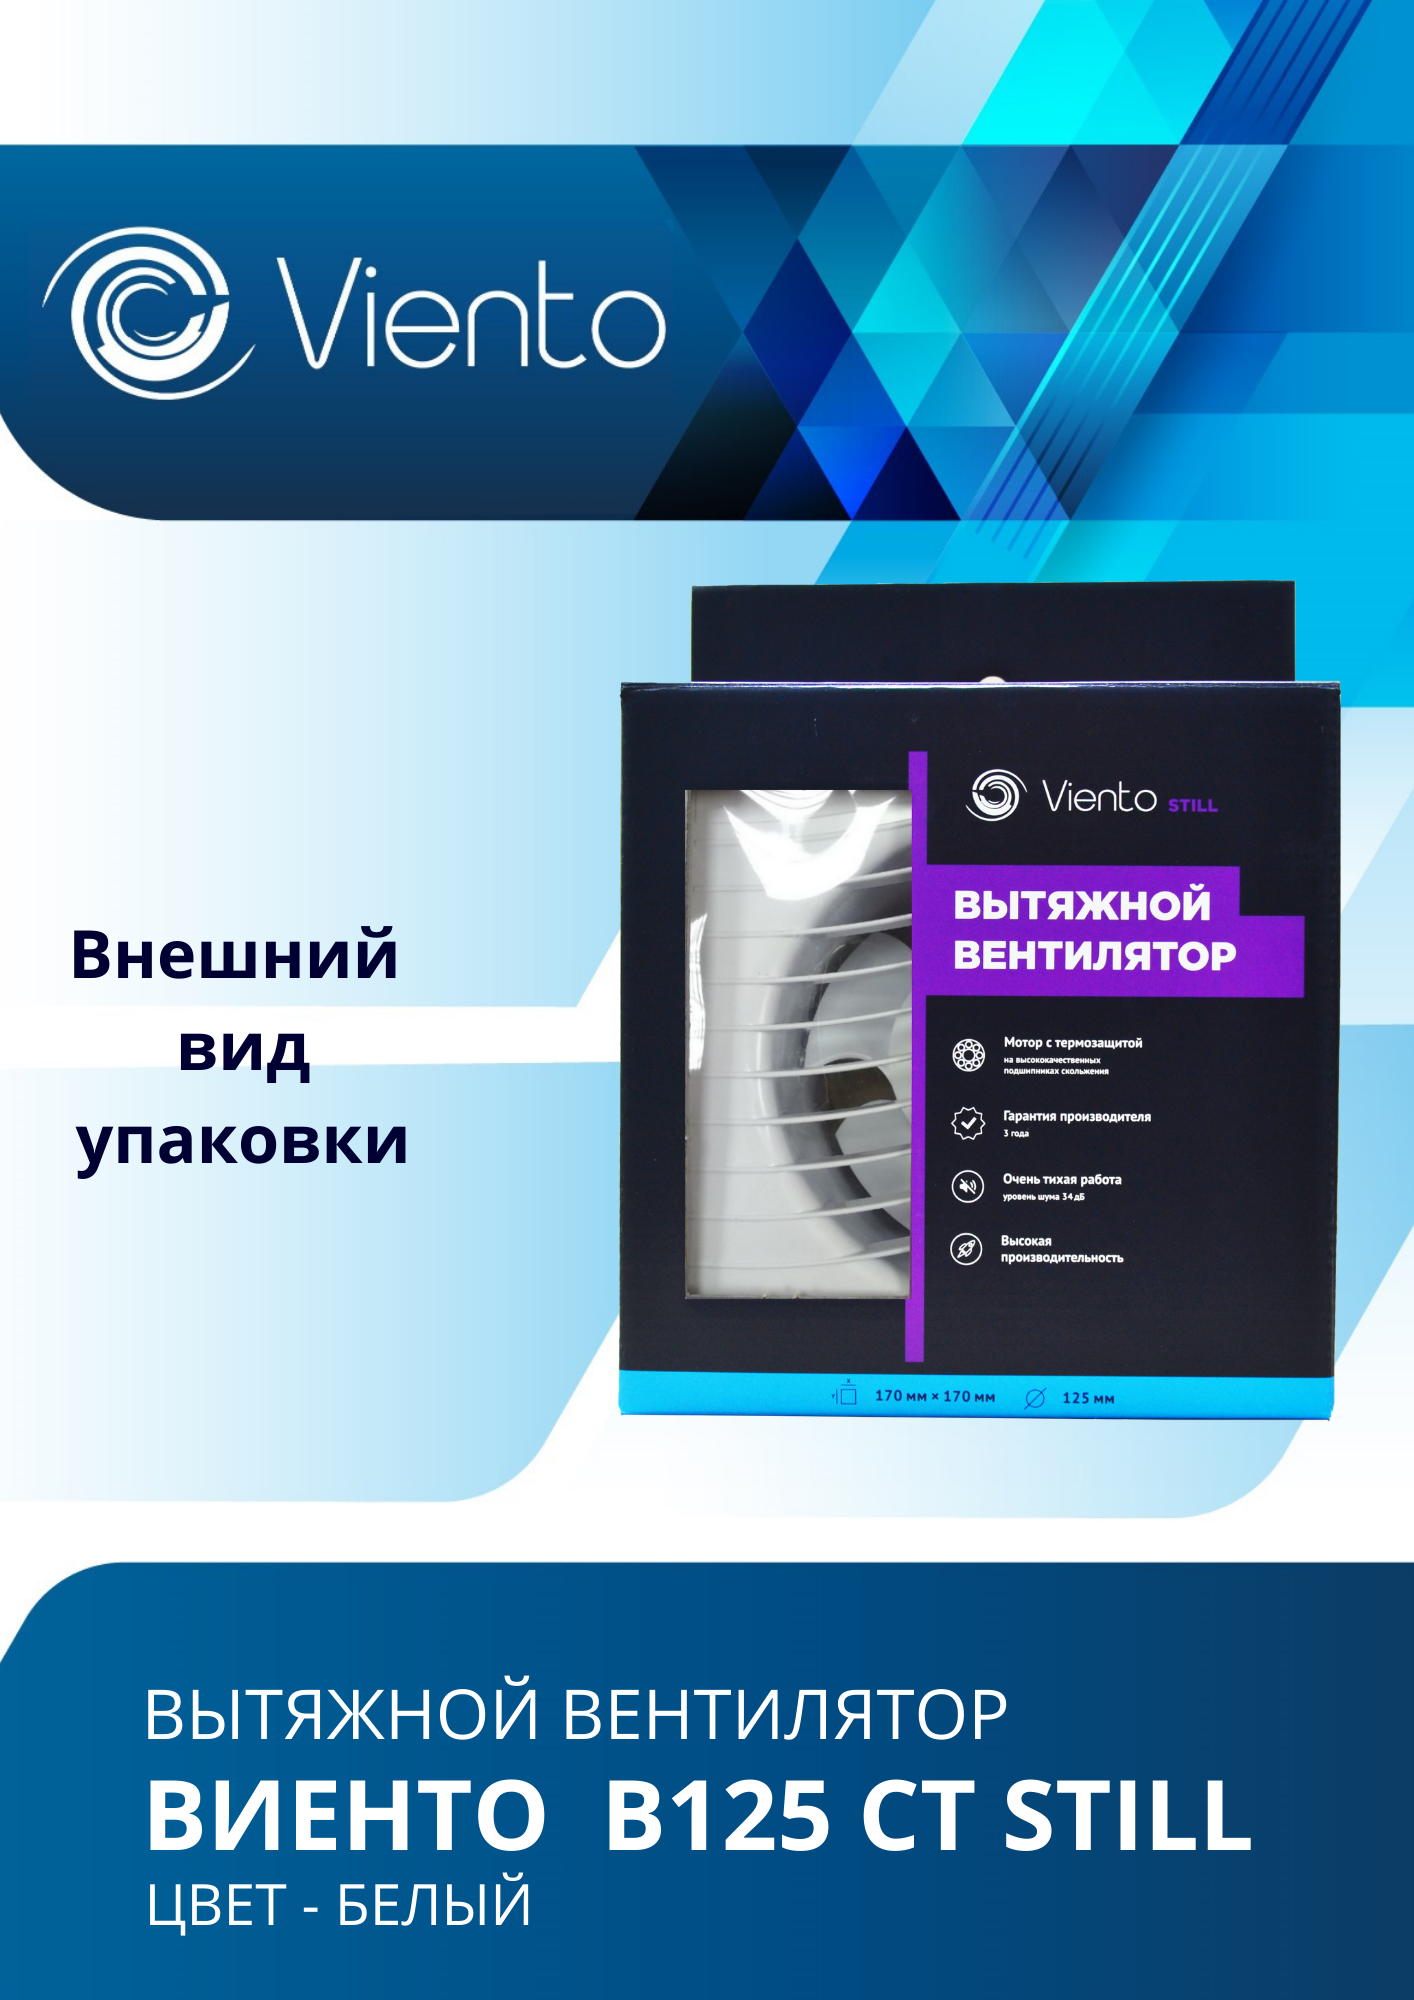 Viento
Внешний
вид
упаковки
Viento STILL
ВЫТЯЖНОЙ
ВЕНТИЛЯТОР
Мотор с термозащитой
на высококачественных
подшипниках скольжения
Гарантия производителя
3 года
Очень тихая работа
уровень шума 34 дБ
Высокая
производительность
X
Y
170 мм × 170 мм
125 мм
ВЫТЯЖНОЙ ВЕНТИЛЯТОР
ВИЕНТО В125 СТ STILL
ЦВЕТ - БЕЛЫЙ